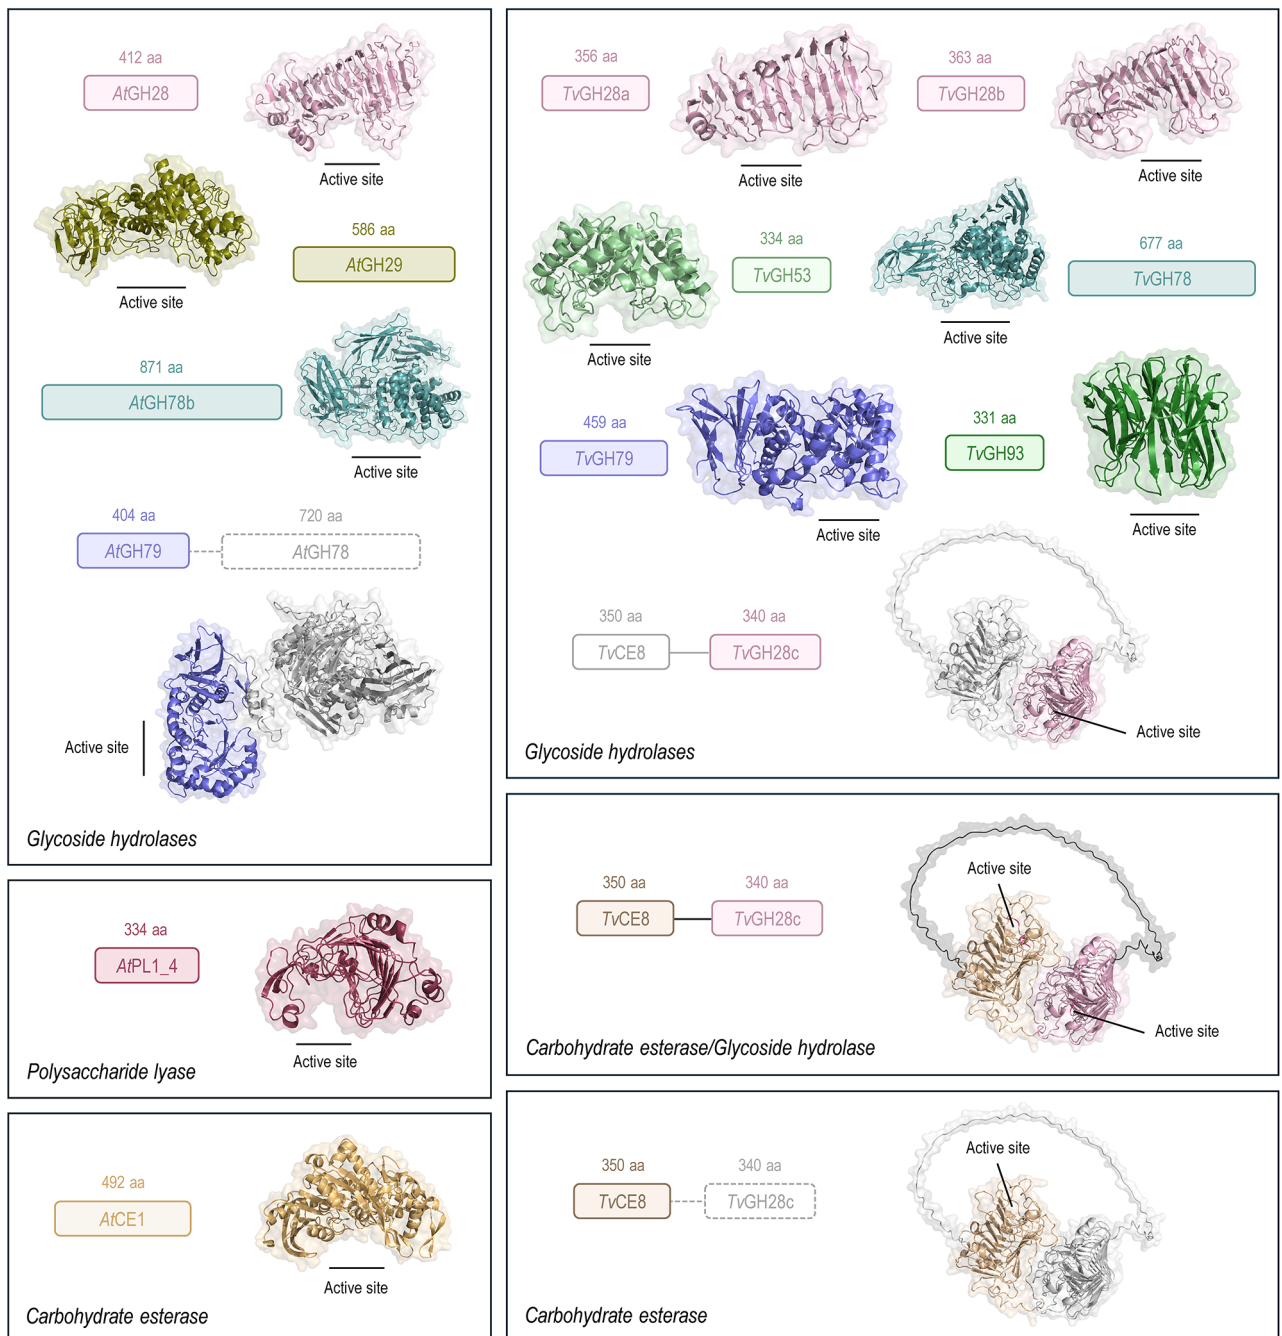 412 aa
AtGH28
Active site
586 aa
AtGH29
Active site
871 aa
AtGH78b
Active site
404 aa
720 aa
AtGH79
AtGH78
Active site
Glycoside hydrolases
334 aa
AtPL1_4
Active site
Polysaccharide lyase
492 aa
AtCE1
Active site
Carbohydrate esterase
356 aa
TvGH28a
Active site
363 aa
TvGH28b
Active site
334 aa
TvGH53
Active site
677 aa
TvGH78
Active site
459 aa
TvGH79
Active site
331 aa
TvGH93
Active site
350 aa
340 aa
TvCE8
TvGH28c
Active site
Glycoside hydrolases
350 aa
340 aa
TvCE8
TvGH28c
Active site
Active site
Carbohydrate esterase/Glycoside hydrolase
350 aa
340 aa
TvCE8
TvGH28c
Active site
Carbohydrate esterase